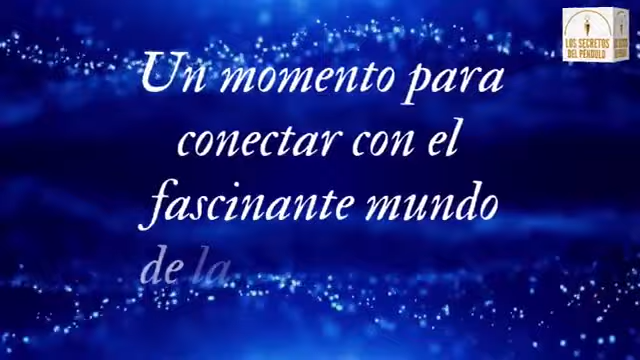 LOS SECRETOS
DEL PÉNDULO
Un momento para
conectar con el
fascinante mundo
de la